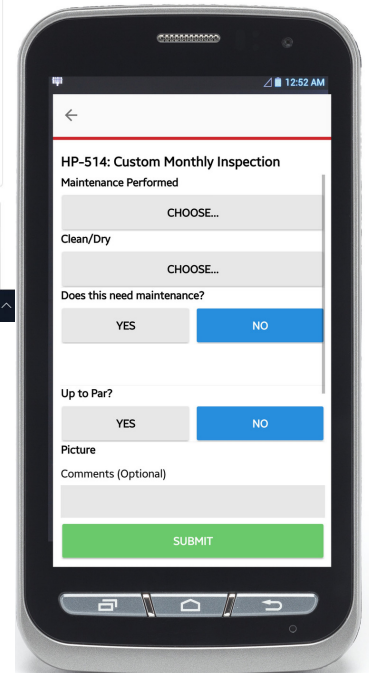 12:52 AM
HP-514: Custom Monthly Inspection
Maintenance Performed
CHOOSE...
Clean/Dry
CHOOSE...
Does this need maintenance?
YES NO
Up to Par?
YES NO
Picture
Comments (Optional)
SUBMIT